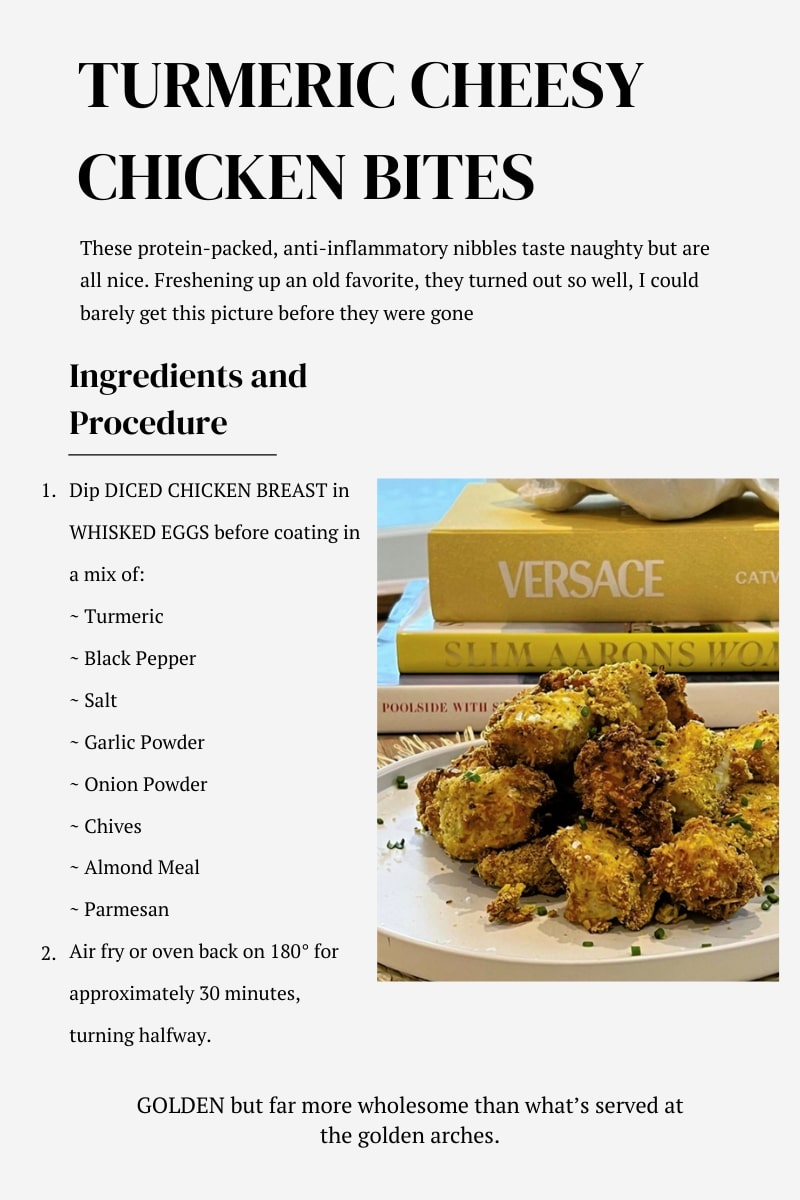 TURMERIC CHEESY
CHICKEN BITES
These protein-packed, anti-inflammatory nibbles taste naughty but are
all nice. Freshening up an old favorite, they turned out so well, I could
barely get this picture before they were gone
Ingredients and
Procedure
1. Dip DICED CHICKEN BREAST in
WHISKED EGGS before coating in
a mix of:
~ Turmeric
~ Black Pepper
~ Salt
~ Garlic Powder
~ Onion Powder
~ Chives
~ Almond Meal
~ Parmesan
2. Air fry or oven back on 180° for
approximately 30 minutes,
turning halfway.
VERSACE CATW
SLIM AARONS WOM
POOLSIDE WITH S
GOLDEN but far more wholesome than what’s served at
the golden arches.